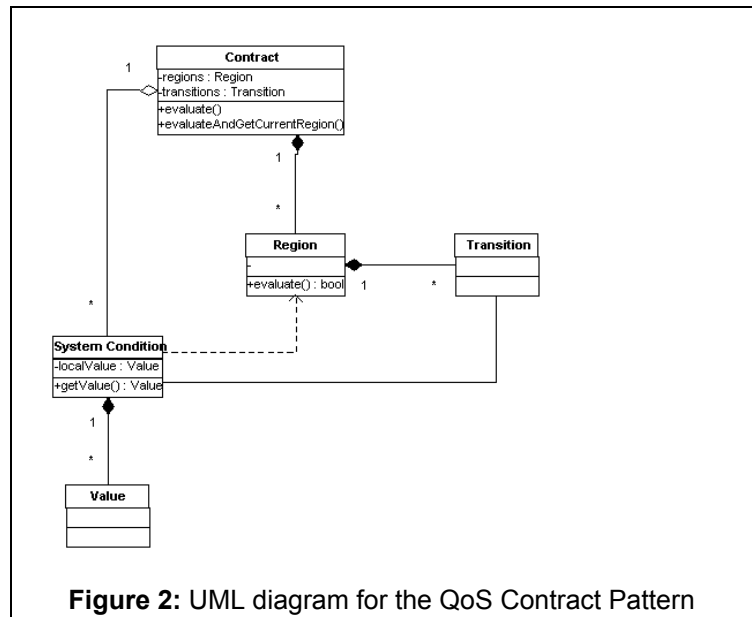 Contract
-regions : Region
-transitions : Transition
+evaluate()
+evaluateAndGetCurrentRegion()
1
1
*
Region
-
+evaluate() : bool
1
*
Transition
*
System Condition
-localValue : Value
+getValue() : Value
1
*
Value
Figure 2: UML diagram for the QoS Contract Pattern